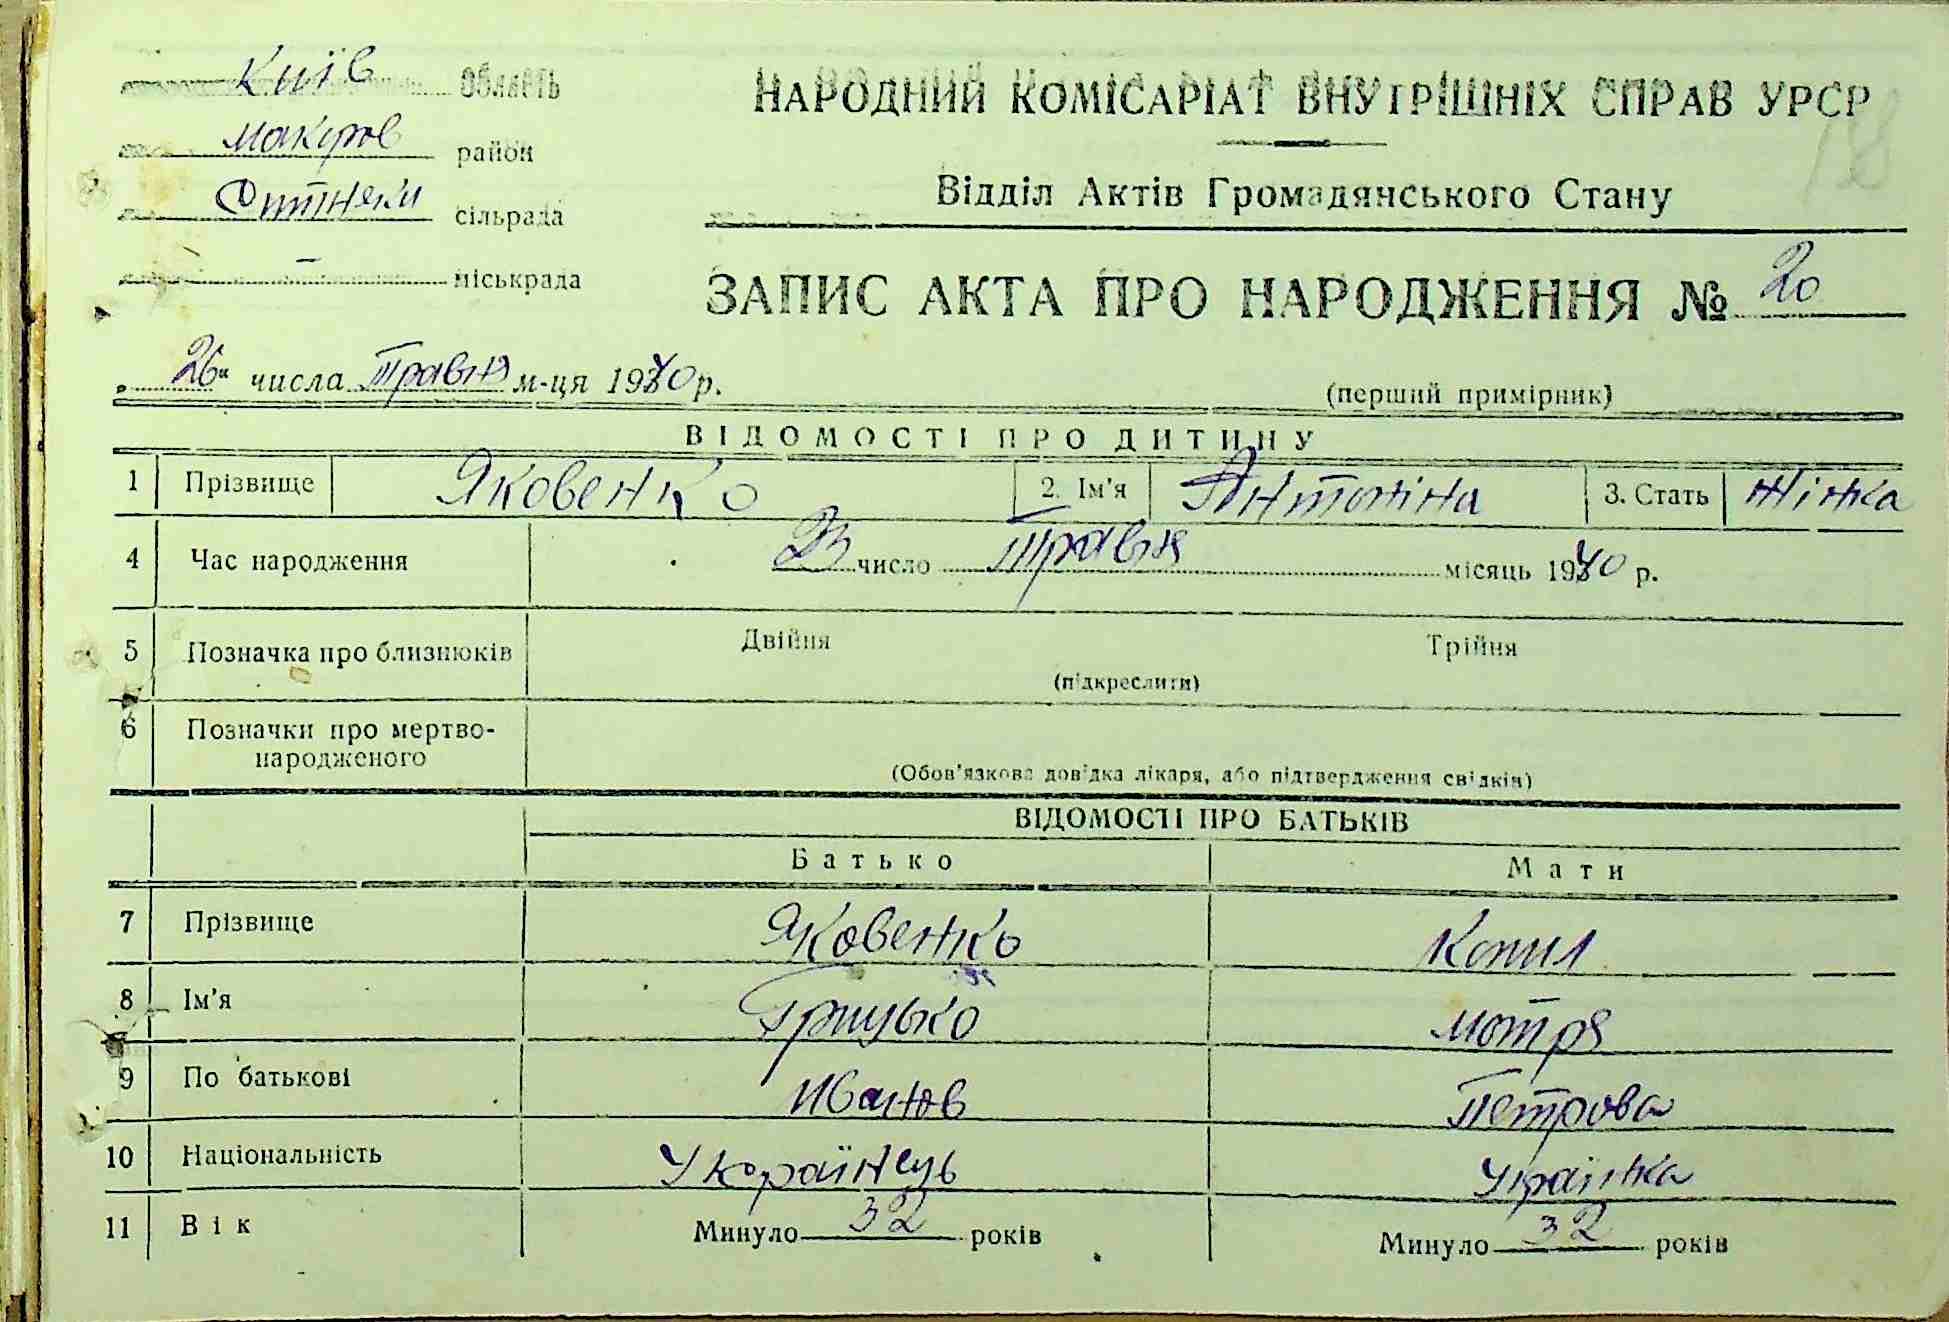 Київ Область
Макаров район
Фитнеки сільрада
— міськрада
НАРОДНИЙ КОМІСАРІАТ ВНУТРІШНІХ СПРАВ УРСР
Відділ Актів Громадянського Стану
ЗАПИС АКТА ПРО НАРОДЖЕННЯ № 20
26 числа Травня м-ця 1940 р.
(перший примірник)
ВІДОМОСТІ ПРО ДИТИНУ
1 Прізвище Яковенко 2. Ім'я Антоніна 3. Стать Жінка
4 Час народження 23 число Травня місяць 1940 р.
5 Позначка про близнюків Двійня Трійня
(підкреслити)
6 Позначки про мертво-
народженого
(Обов'язкова довідка лікаря, або підтвердження свідків)
ВІДОМОСТІ ПРО БАТЬКІВ
Батько Мати
7 Прізвище Яковенко Копил
8 Ім'я Грицько Мотря
9 По батькові Иванов Петрова
10 Національність Українець Українка
11 Вік Минуло 32 років Минуло 32 років